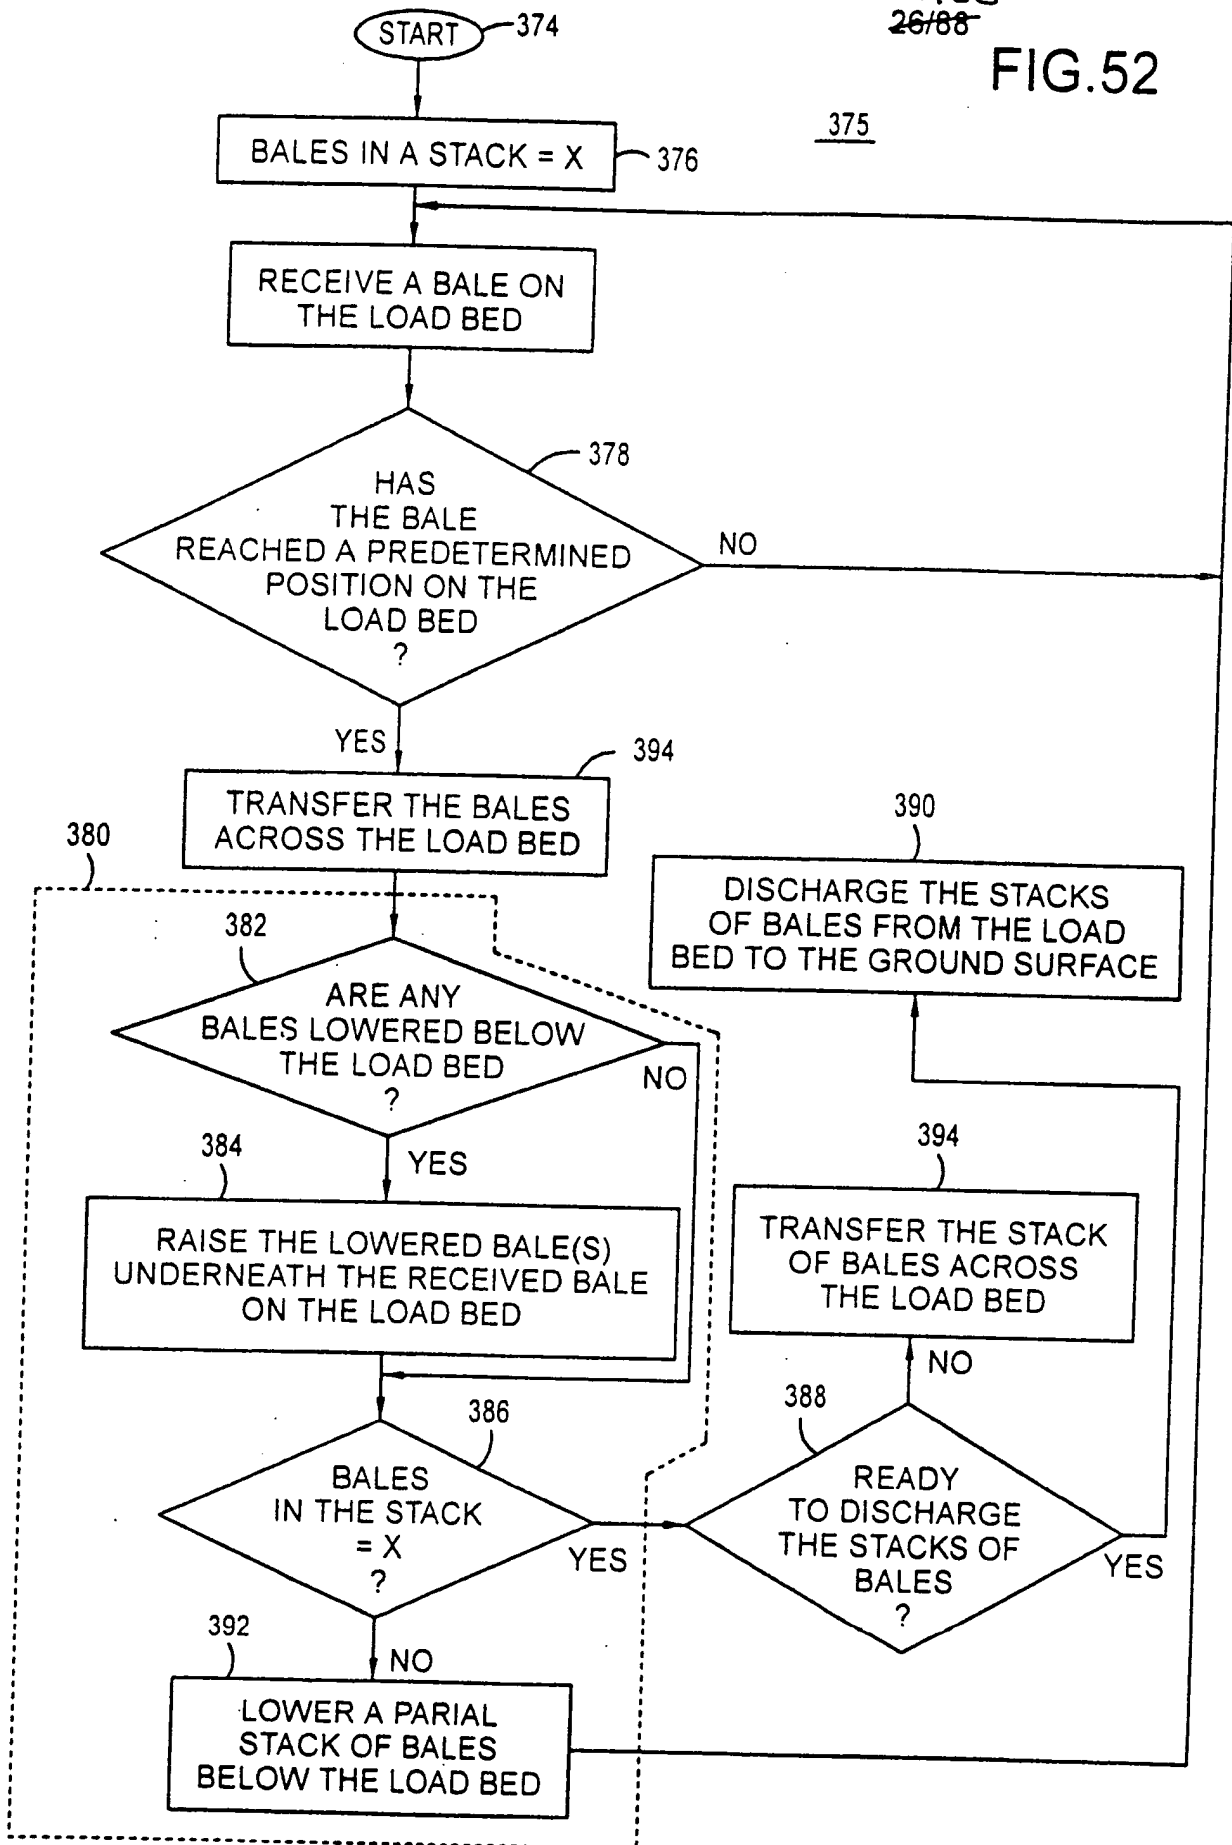 START
374
26/88
FIG.52
375
BALES IN A STACK = X
376
RECEIVE A BALE ON
THE LOAD BED
378
HAS
THE BALE
REACHED A PREDETERMINED
POSITION ON THE
LOAD BED
?
NO
YES
394
TRANSFER THE BALES
ACROSS THE LOAD BED
380
390
DISCHARGE THE STACKS
OF BALES FROM THE LOAD
BED TO THE GROUND SURFACE
382
ARE ANY
BALES LOWERED BELOW
THE LOAD BED
?
NO
YES
384
RAISE THE LOWERED BALE(S)
UNDERNEATH THE RECEIVED BALE
ON THE LOAD BED
394
TRANSFER THE STACK
OF BALES ACROSS
THE LOAD BED
NO
386
BALES
IN THE STACK
= X
?
YES
388
READY
TO DISCHARGE
THE STACKS OF
BALES
?
YES
NO
392
LOWER A PARIAL
STACK OF BALES
BELOW THE LOAD BED